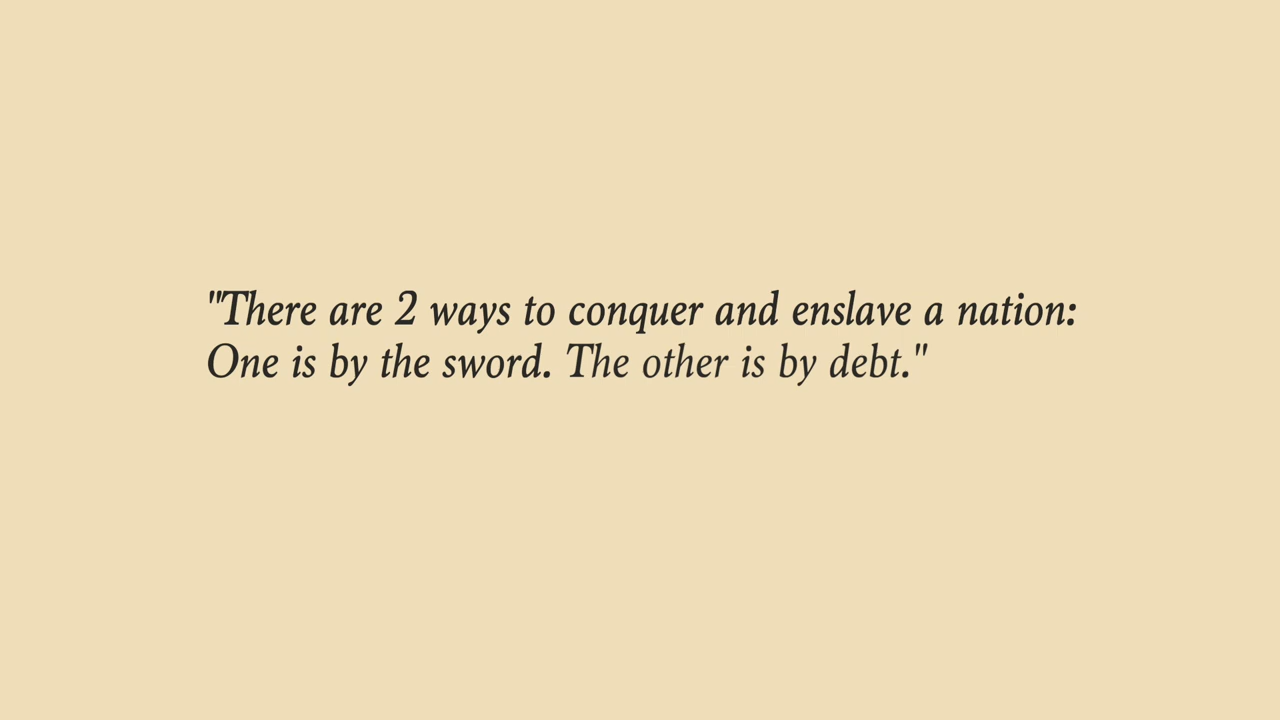 "There are 2 ways to conquer and enslave a nation:
One is by the sword. The other is by debt."